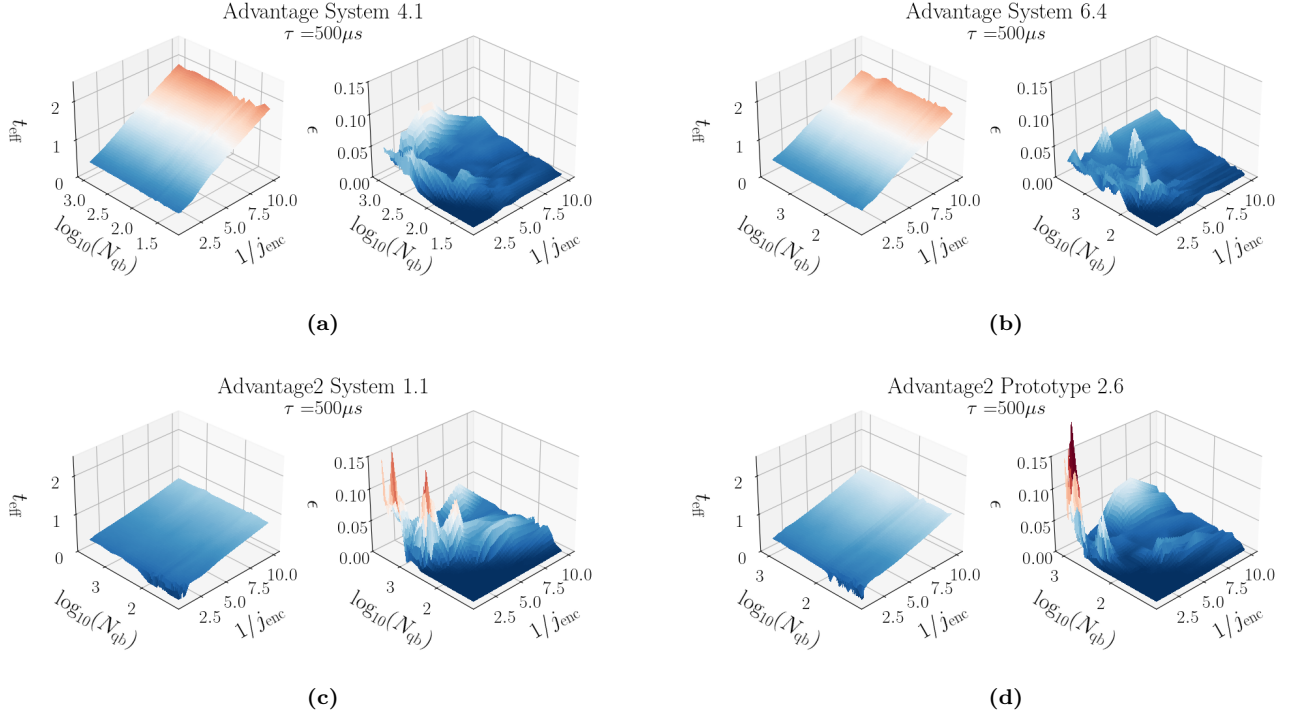 Advantage System 4.1
τ =500μs
t_eff
2
1
0
3.0
2.5
2.0
1.5
log₁₀(N_qb)
2.5
5.0
7.5
10.0
1/j_enc
ϵ
0.15
0.10
0.05
0.00
3.0
2.5
2.0
1.5
log₁₀(N_qb)
2.5
5.0
7.5
10.0
1/j_enc
(a)
Advantage System 6.4
τ =500μs
t_eff
2
1
0
3
2
log₁₀(N_qb)
2.5
5.0
7.5
10.0
1/j_enc
ϵ
0.15
0.10
0.05
0.00
3
2
log₁₀(N_qb)
2.5
5.0
7.5
10.0
1/j_enc
(b)
Advantage2 System 1.1
τ =500μs
t_eff
2
1
0
3
2
log₁₀(N_qb)
2.5
5.0
7.5
10.0
1/j_enc
ϵ
0.15
0.10
0.05
0.00
3
2
log₁₀(N_qb)
2.5
5.0
7.5
10.0
1/j_enc
(c)
Advantage2 Prototype 2.6
τ =500μs
t_eff
2
1
0
3
2
log₁₀(N_qb)
2.5
5.0
7.5
10.0
1/j_enc
ϵ
0.15
0.10
0.05
0.00
3
2
log₁₀(N_qb)
2.5
5.0
7.5
10.0
1/j_enc
(d)